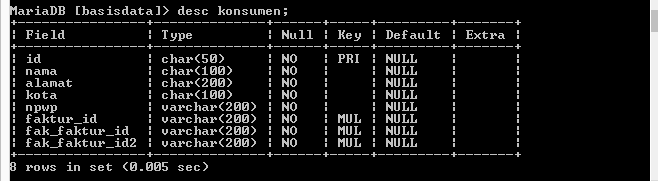 MariaDB [basisdata]> desc konsumen;
+----------------+--------------+------+-----+---------+-------+
| Field          | Type         | Null | Key | Default | Extra |
+----------------+--------------+------+-----+---------+-------+
| id             | char(50)     | NO   | PRI | NULL    |       |
| nama           | char(100)    | NO   |     | NULL    |       |
| alamat         | char(200)    | NO   |     | NULL    |       |
| kota           | char(100)    | NO   |     | NULL    |       |
| npwp           | varchar(200) | NO   |     | NULL    |       |
| faktur_id      | varchar(200) | NO   | MUL | NULL    |       |
| fak_faktur_id  | varchar(200) | NO   | MUL | NULL    |       |
| fak_faktur_id2 | varchar(200) | NO   | MUL | NULL    |       |
+----------------+--------------+------+-----+---------+-------+
8 rows in set (0.005 sec)